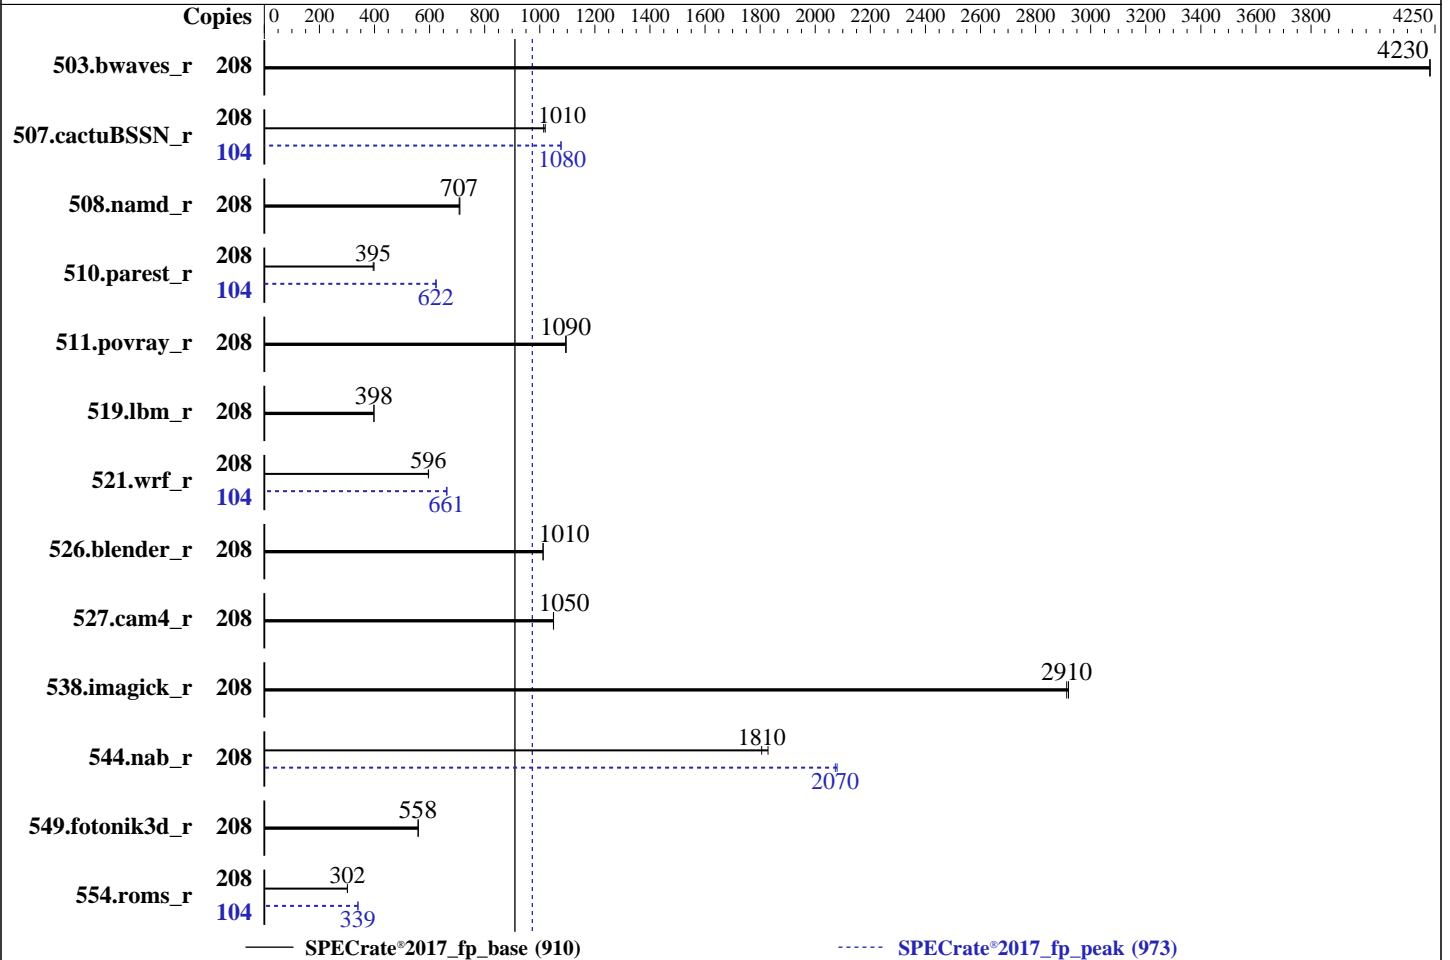 Copies 0 200 400 600 800 1000 1200 1400 1600 1800 2000 2200 2400 2600 2800 3000 3200 3400 3600 3800 4250
4230
503.bwaves_r 208
208 1010
507.cactuBSSN_r
104 1080
707
508.namd_r 208
208 395
510.parest_r
104 622
1090
511.povray_r 208
398
519.lbm_r 208
208 596
521.wrf_r
104 661
1010
526.blender_r 208
1050
527.cam4_r 208
2910
538.imagick_r 208
1810
544.nab_r 208
2070
558
549.fotonik3d_r 208
208 302
554.roms_r
104 339
SPECrate®2017_fp_base (910) SPECrate®2017_fp_peak (973)